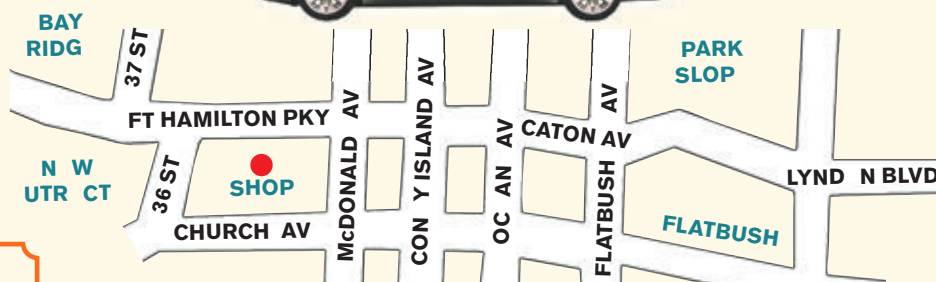 BAY
RIDG
37 ST
PARK
SLOP
FT HAMILTON PKY
McDONALD AV
CON Y ISLAND AV
OC AN AV
CATON AV
FLATBUSH AV
N W
UTR CT
36 ST
SHOP
LYND N BLVD
CHURCH AV
FLATBUSH